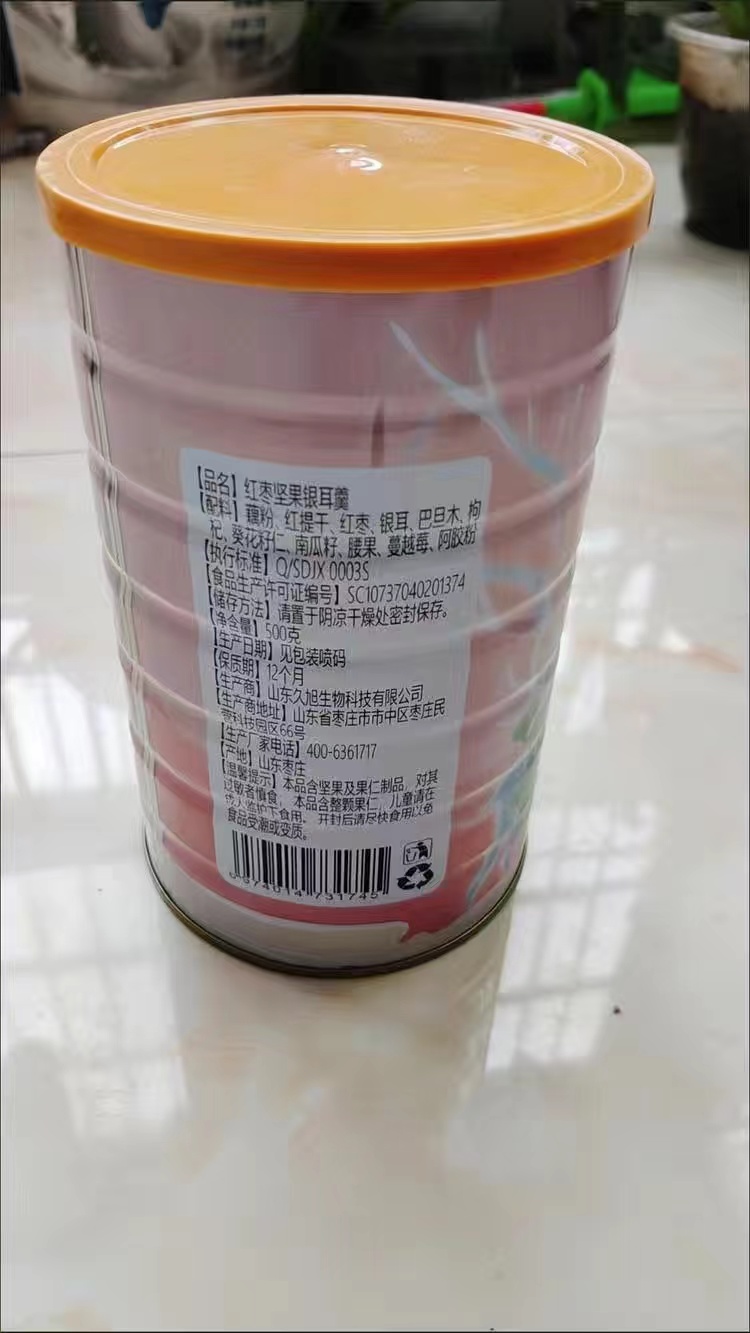 【品名】红枣坚果银耳羹
【配料】藕粉、红提干、红枣、银耳、巴旦木、枸
杞、葵花籽仁、南瓜籽、腰果、蔓越莓、阿胶粉
【执行标准】Q/SDJX 0003S
【食品生产许可证编号】SC10737040201374
【储存方法】请置于阴凉干燥处密封保存。
【净含量】500克
【生产日期】见包装喷码
【保质期】12个月
【生产商】山东久旭生物科技有限公司
【生产商地址】山东省枣庄市市中区枣庄民
科技园区66号
【生产厂家电话】400-6361717
【产地】山东枣庄
【温馨提示】本品含坚果及果仁制品，对其
过敏者慎食，本品含整颗果仁，儿童请在
成人监护下食用。开封后请尽快食用以免
食品受潮或变质。
6 974014 731745